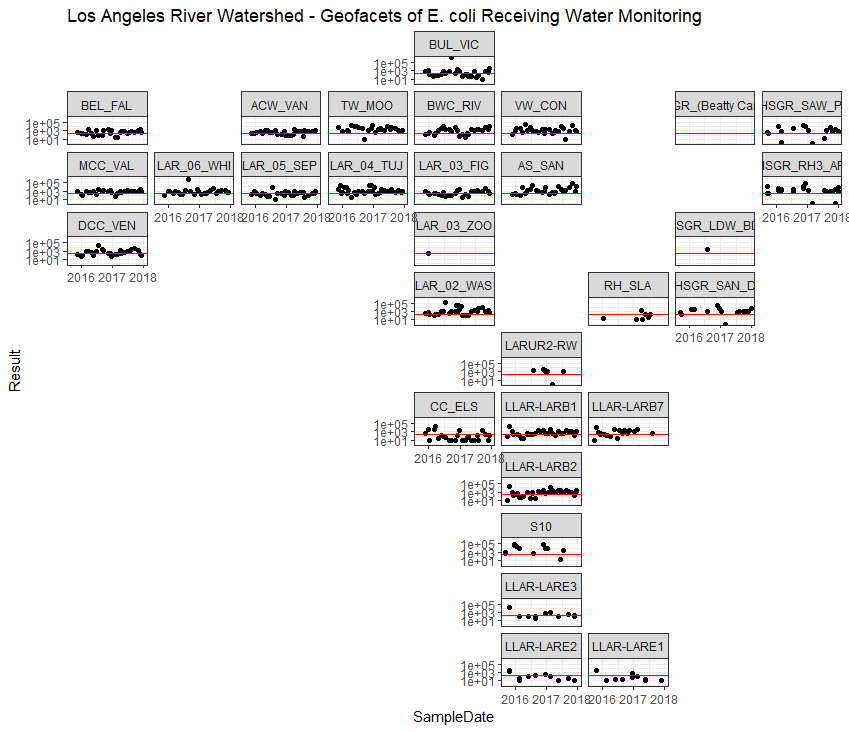 Los Angeles River Watershed - Geofacets of E. coli Receiving Water Monitoring
BUL_VIC
1e+05
1e+03
1e+01
BEL_FAL ACW_VAN TW_MOO BWC_RIV VW_CON GR_(Beatty Ca HSGR_SAW_P
1e+05
1e+03
1e+01
MCC_VAL LAR_06_WHI LAR_05_SEP LAR_04_TUJ LAR_03_FIG AS_SAN HSGR_RH3_AR
1e+05
1e+03
1e+01
2016 2017 2018 2016 2017 2018 2016 2017 2018 2016 2017 2018
DCC_VEN LAR_03_ZOO SGR_LDW_BD
1e+05
1e+03
1e+01
2016 2017 2018
LAR_02_WAS RH_SLA HSGR_SAN_D
1e+05
1e+03
1e+01
2016 2017 2018
LARUR2-RW
1e+05
1e+03
1e+01
CC_ELS LLAR-LARB1 LLAR-LARB7
1e+05
1e+03
1e+01
2016 2017 2018
LLAR-LARB2
1e+05
1e+03
1e+01
S10
1e+05
1e+03
1e+01
LLAR-LARE3
1e+05
1e+03
1e+01
LLAR-LARE2 LLAR-LARE1
1e+05
1e+03
1e+01
2016 2017 2018 2016 2017 2018
SampleDate
Result